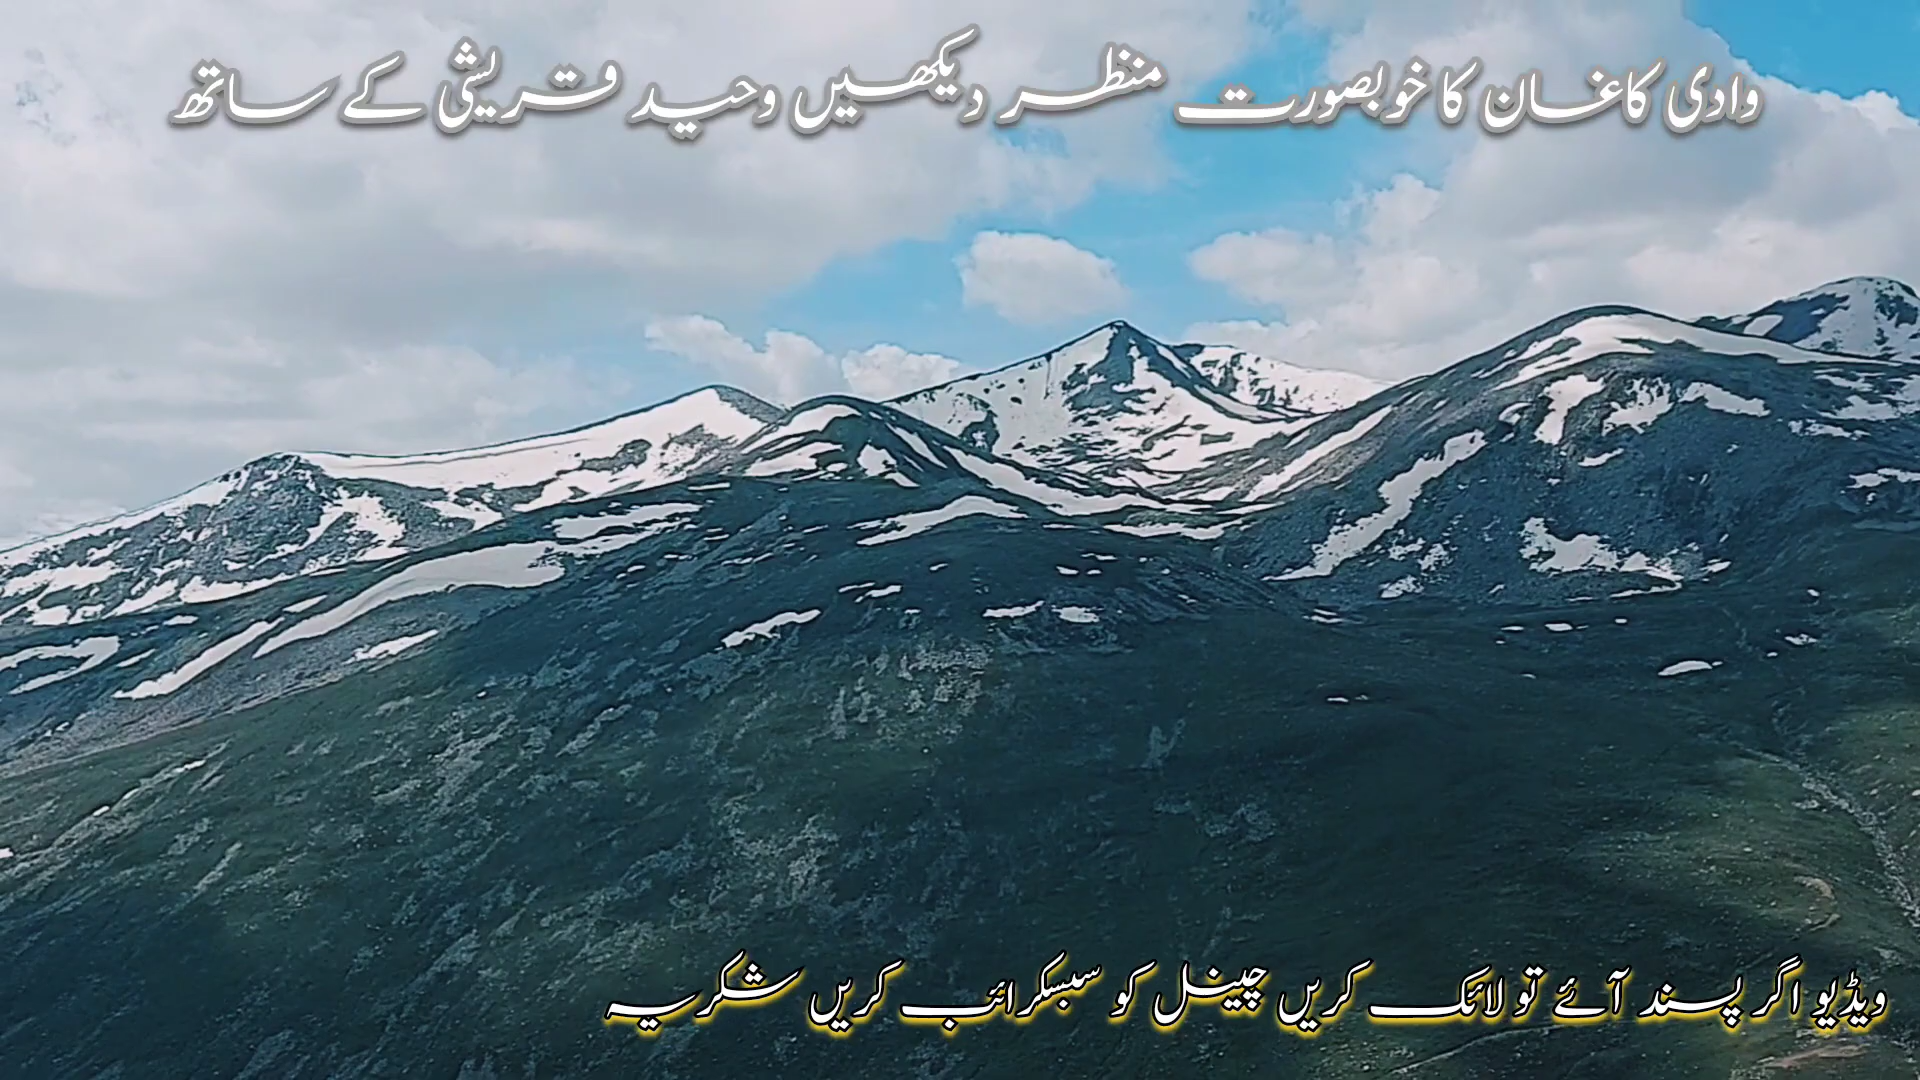 وادی کاغان کا خوبصورت منظر دیکھیں وحید قریشی کے ساتھ
ویڈیو اگر پسند آئے تو لائک کریں چینل کو سبسکرائب کریں شکریہ